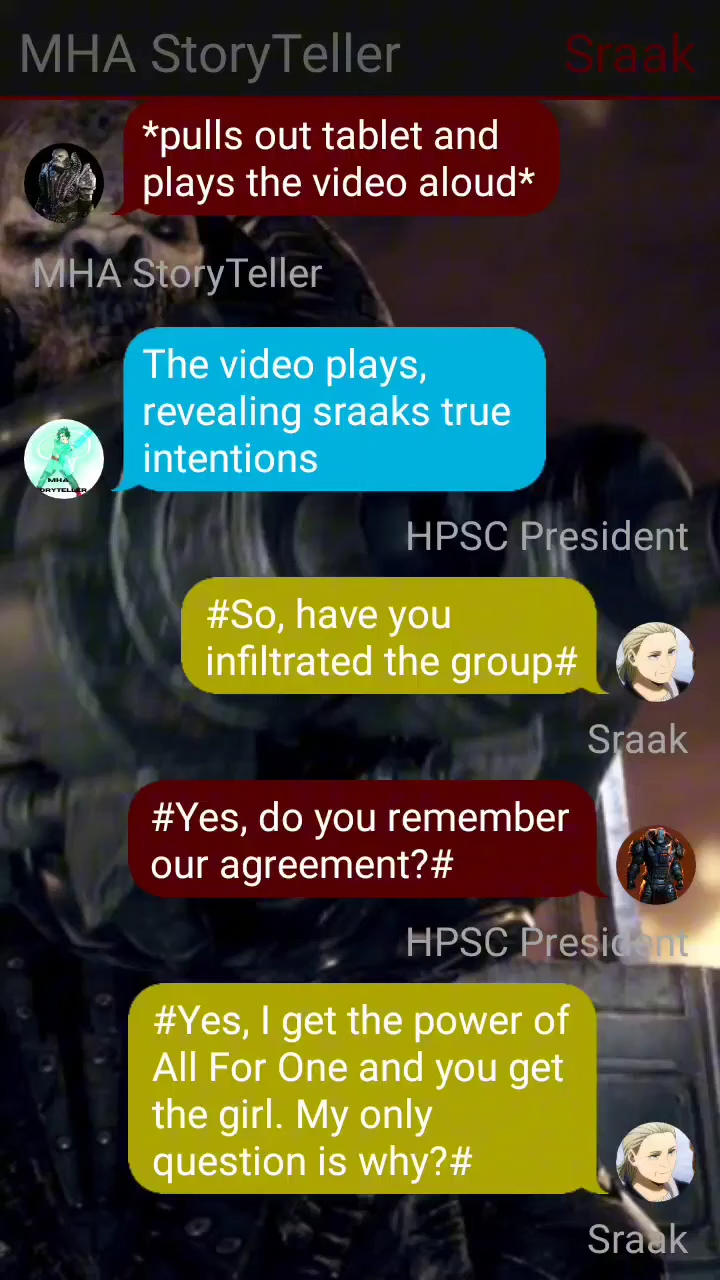 MHA StoryTeller
Sraak
*pulls out tablet and
plays the video aloud*
MHA StoryTeller
The video plays,
revealing sraaks true
intentions
MHA
HPSC President
#So, have you
infiltrated the group#
Sraak
#Yes, do you remember
our agreement?#
HPSC President
#Yes, I get the power of
All For One and you get
the girl. My only
question is why?#
Sraak